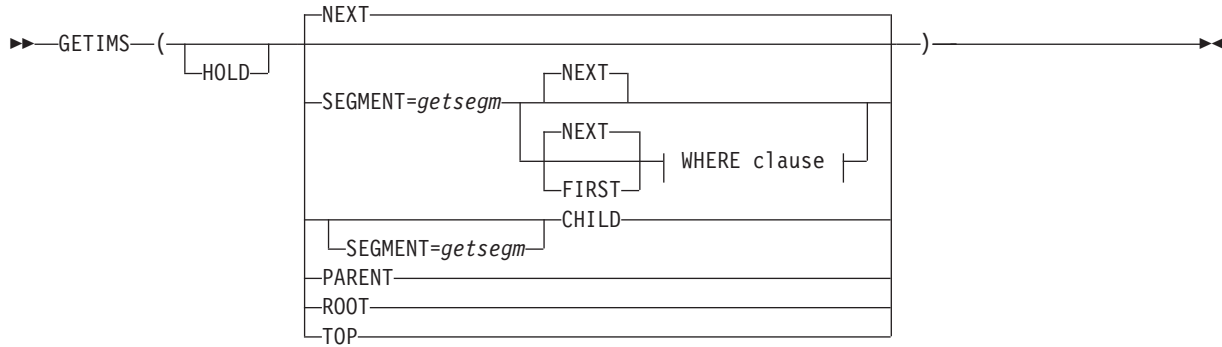 NEXT
GETIMS ( )
HOLD NEXT
SEGMENT=getsegm
NEXT
WHERE clause
FIRST
CHILD
SEGMENT=getsegm
PARENT
ROOT
TOP